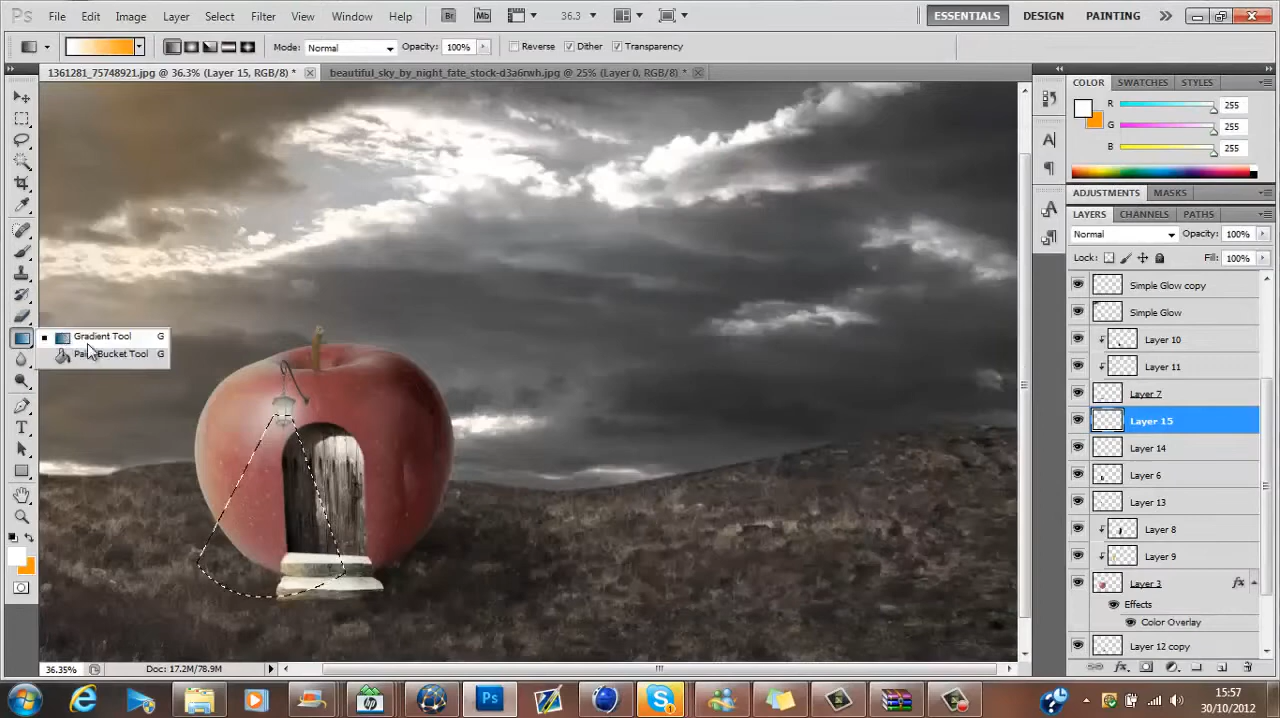 Ps File Edit Image Layer Select Filter View Window Help Br Mb 36.3 ESSENTIALS DESIGN PAINTING
Mode: Normal Opacity: 100% Reverse Dither Transparency
1361281_75748921.jpg @ 36.3% (Layer 15, RGB/8) * beautiful_sky_by_night_fate_stock-d3a6rwh.jpg @ 25% (Layer 0, RGB/8) *
COLOR SWATCHES STYLES
R 255
G 255
B 255
ADJUSTMENTS MASKS
LAYERS CHANNELS PATHS
Normal Opacity: 100%
Lock: Fill: 100%
Simple Glow copy
Simple Glow
Layer 10
Layer 11
Layer 7
Layer 15
Layer 14
Layer 6
Layer 13
Layer 8
Layer 9
Layer 3 fx
Effects
Color Overlay
Layer 12 copy
Gradient Tool G
Paint Bucket Tool G
36.35% Doc: 17.2M/78.9M
15:57
30/10/2012